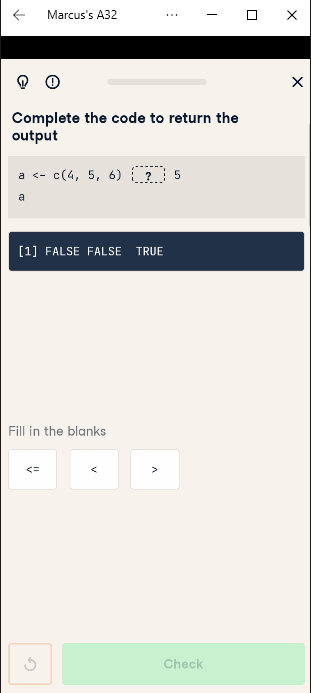 Marcus's A32
Complete the code to return the
output
a <- c(4, 5, 6) ? 5
a
[1] FALSE FALSE  TRUE
Fill in the blanks
<=
<
>
Check